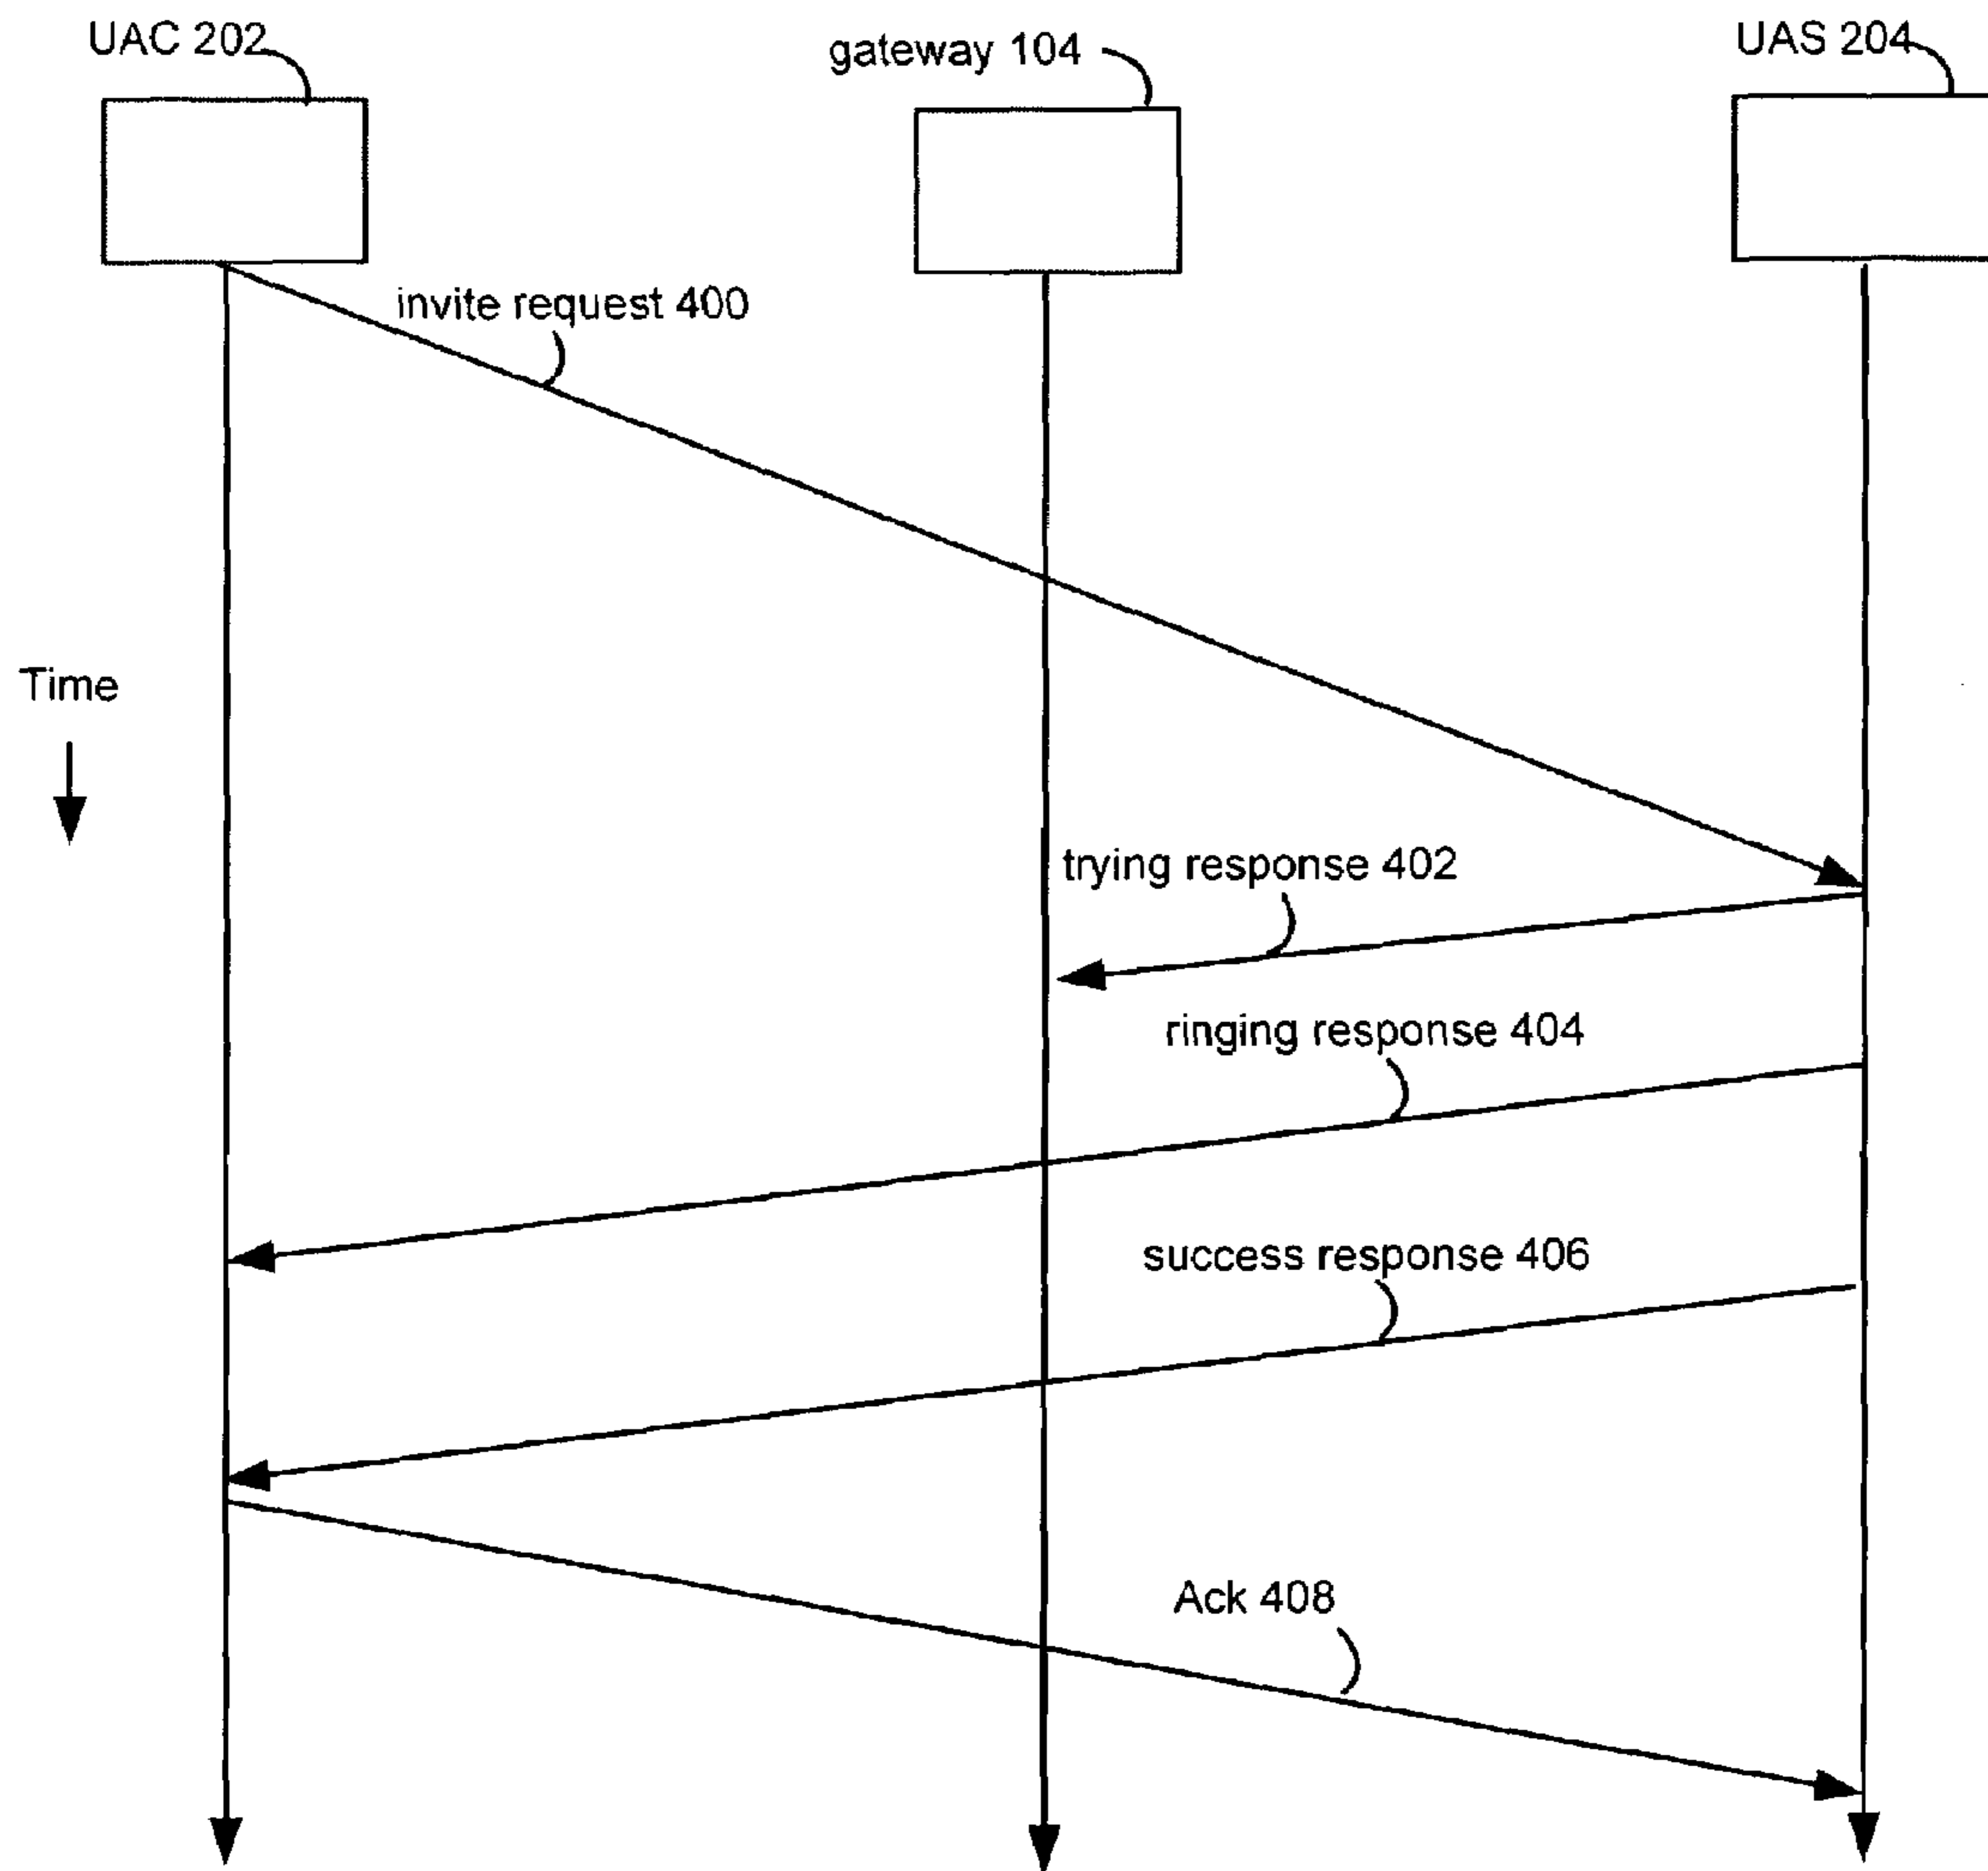 UAC 202
gateway 104
UAS 204
invite request 400
Time
trying response 402
ringing response 404
success response 406
Ack 408